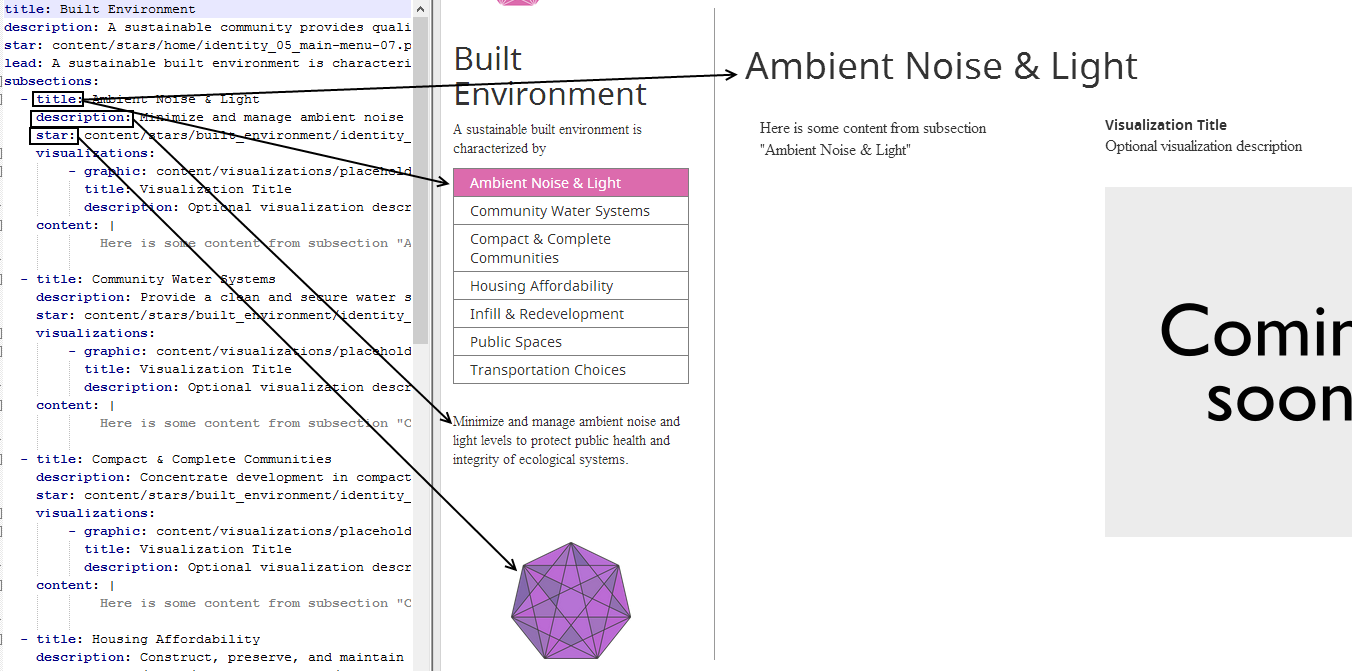 title: Built Environment
description: A sustainable community provides quali
star: content/stars/home/identity_05_main-menu-07.p
lead: A sustainable built environment is characteri
subsections:
- title: Ambient Noise & Light
description: Minimize and manage ambient noise
star: content/stars/built_environment/identity_
visualizations:
- graphic: content/visualizations/placehold
title: Visualization Title
description: Optional visualization descr
content: |
Here is some content from subsection "A
- title: Community Water Systems
description: Provide a clean and secure water s
star: content/stars/built_environment/identity_
visualizations:
- graphic: content/visualizations/placehold
title: Visualization Title
description: Optional visualization descr
content: |
Here is some content from subsection "C
- title: Compact & Complete Communities
description: Concentrate development in compact
star: content/stars/built_environment/identity_
visualizations:
- graphic: content/visualizations/placehold
title: Visualization Title
description: Optional visualization descr
content: |
Here is some content from subsection "C
- title: Housing Affordability
description: Construct, preserve, and maintain
Built
Environment
A sustainable built environment is
characterized by
Ambient Noise & Light
Community Water Systems
Compact & Complete
Communities
Housing Affordability
Infill & Redevelopment
Public Spaces
Transportation Choices
Minimize and manage ambient noise and
light levels to protect public health and
integrity of ecological systems.
Ambient Noise & Light
Here is some content from subsection
"Ambient Noise & Light"
Visualization Title
Optional visualization description
Comin
soon